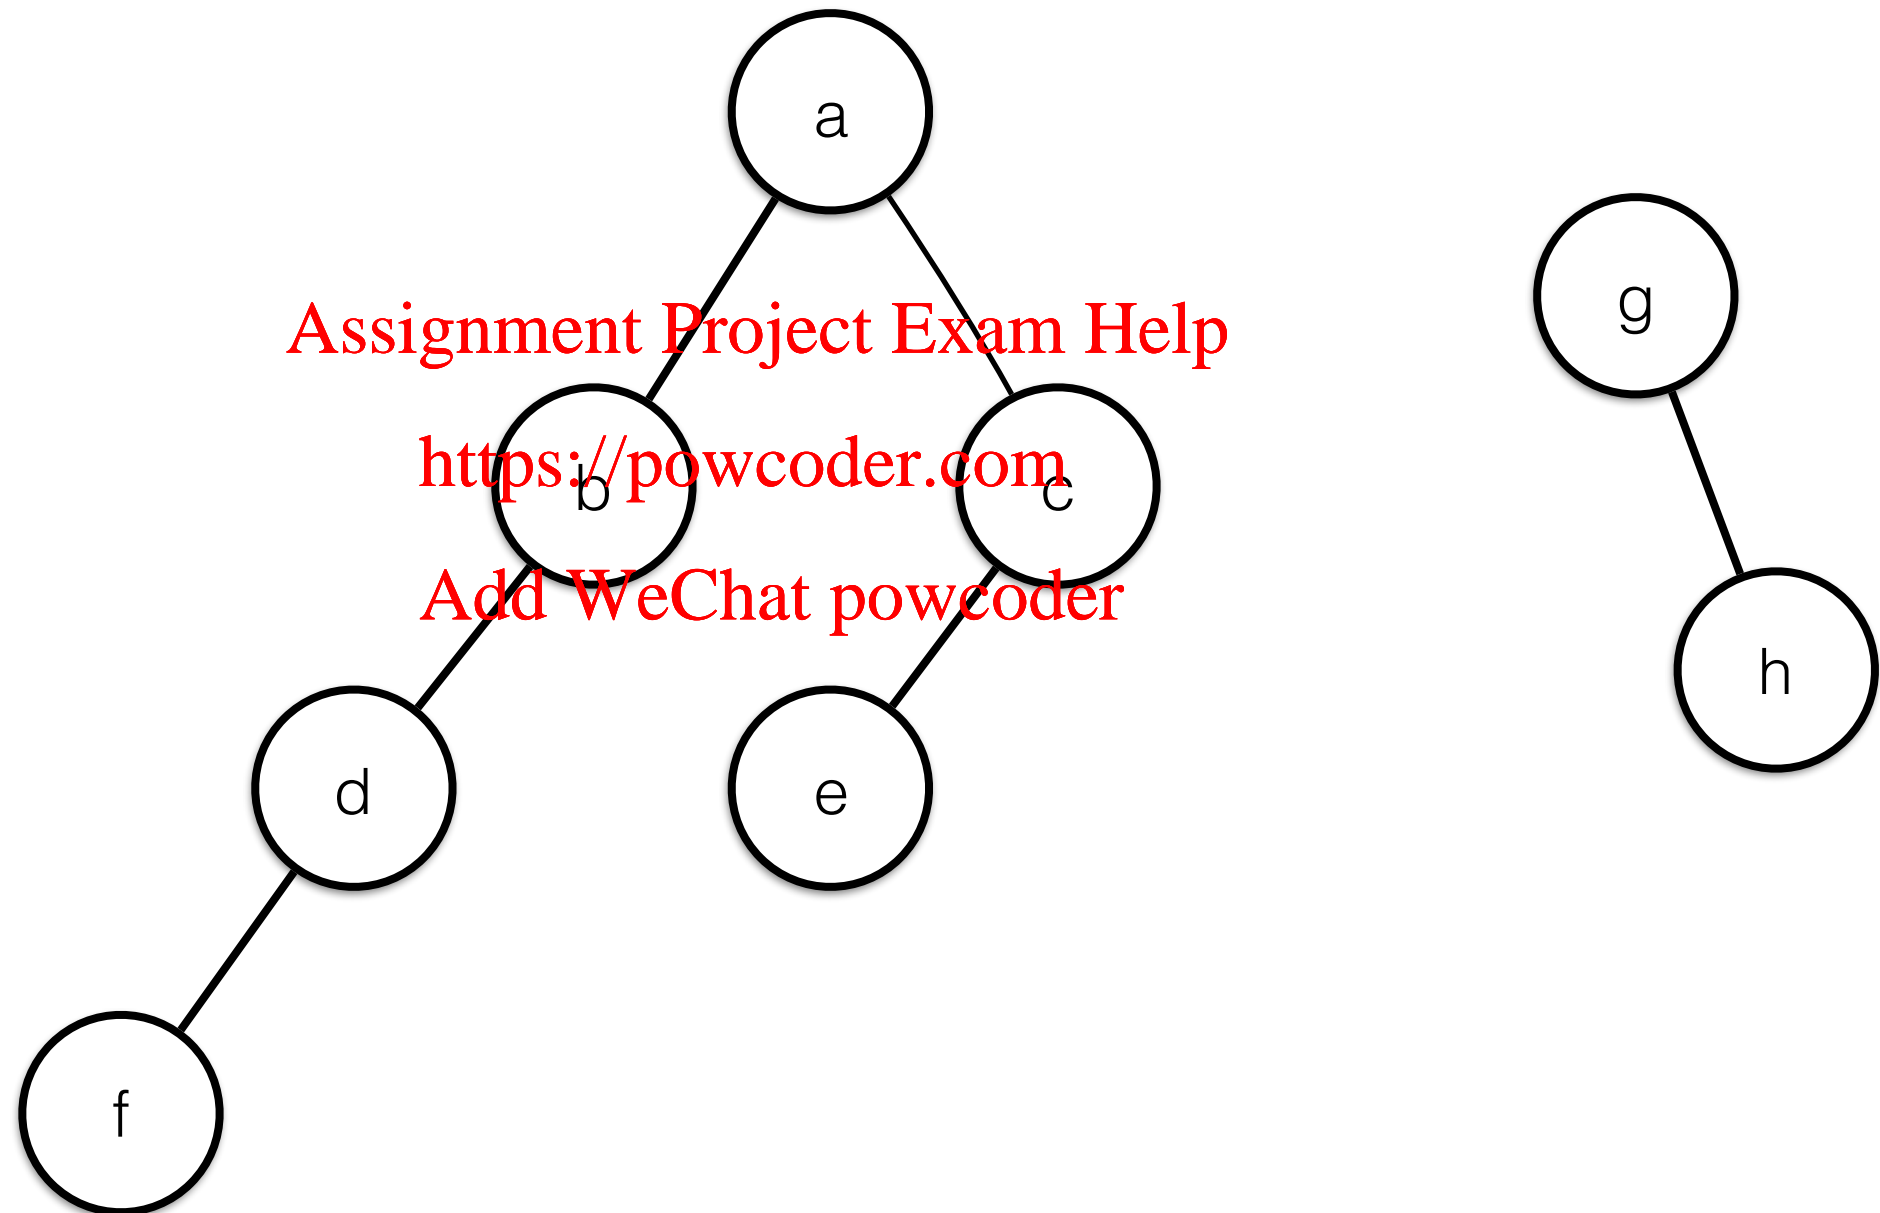 a
g
Assignment Project Exam Help
https://powcoder.com
b
c
Add WeChat powcoder
h
d
e
f